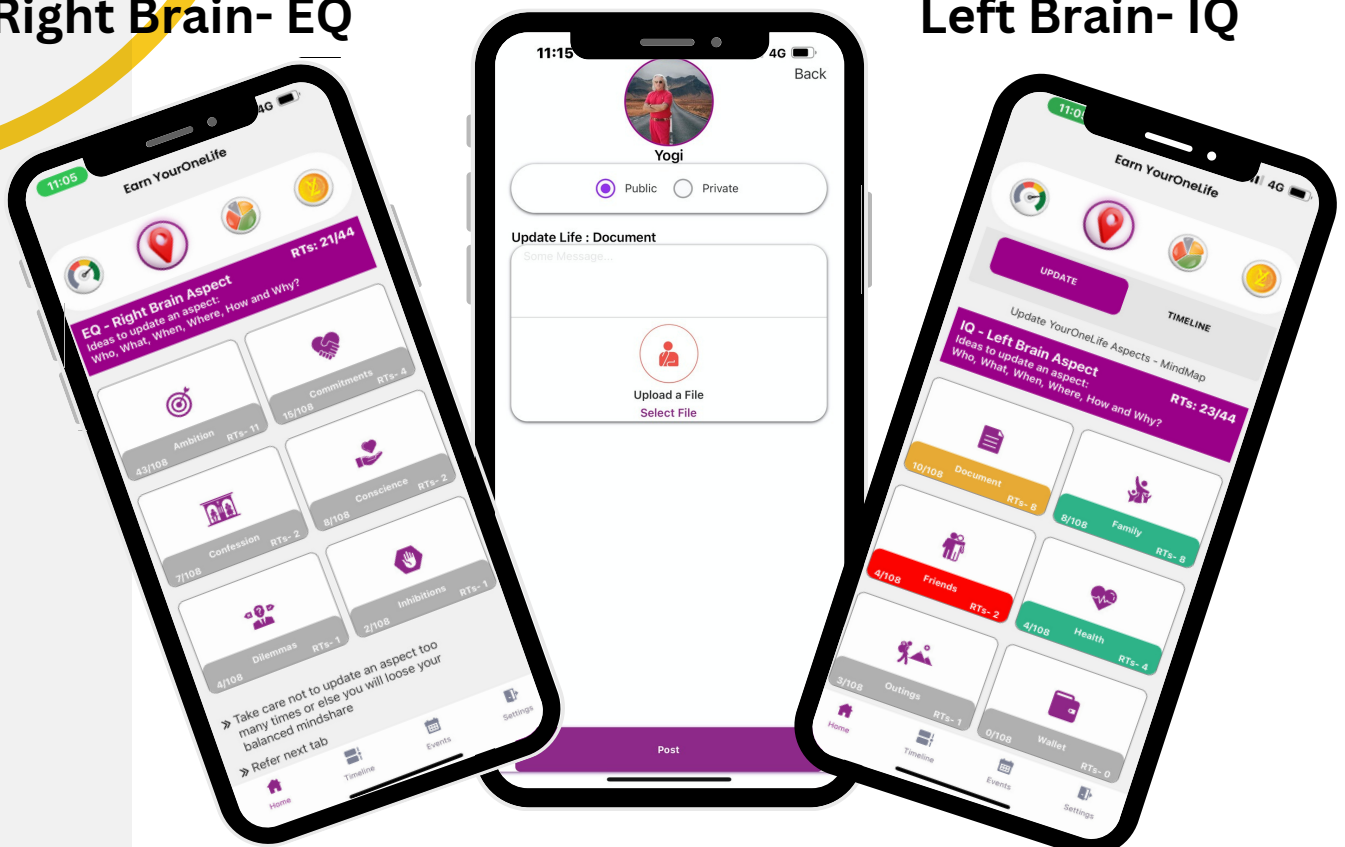 Right Brain- EQ
Left Brain- IQ
11:05
4G
Earn YourOneLife
EQ - Right Brain Aspect
RTs: 21/44
Ideas to update an aspect:
Who, What, When, Where, How and Why?
43/108 Ambition RTs- 11
15/108 Commitments RTs- 4
7/108 Confession RTs- 2
8/108 Conscience RTs- 2
4/108 Dilemmas RTs- 1
2/108 Inhibitions RTs- 1
» Take care not to update an aspect too
many times or else you will loose your
balanced mindshare
» Refer next tab
Home Timeline Events Settings
11:15
4G
Back
Yogi
Public Private
Update Life : Document
Some Message...
Upload a File
Select File
Post
4G
Earn YourOneLife
UPDATE
TIMELINE
Update YourOneLife Aspects - MindMap
IQ - Left Brain Aspect
RTs: 23/44
Ideas to update an aspect:
Who, What, When, Where, How and Why?
10/108 Document RTs- 8
8/108 Family RTs- 8
4/108 Friends RTs- 2
4/108 Health RTs- 4
3/108 Outings RTs- 1
0/108 Wallet RTs- 0
Home Timeline Events Settings